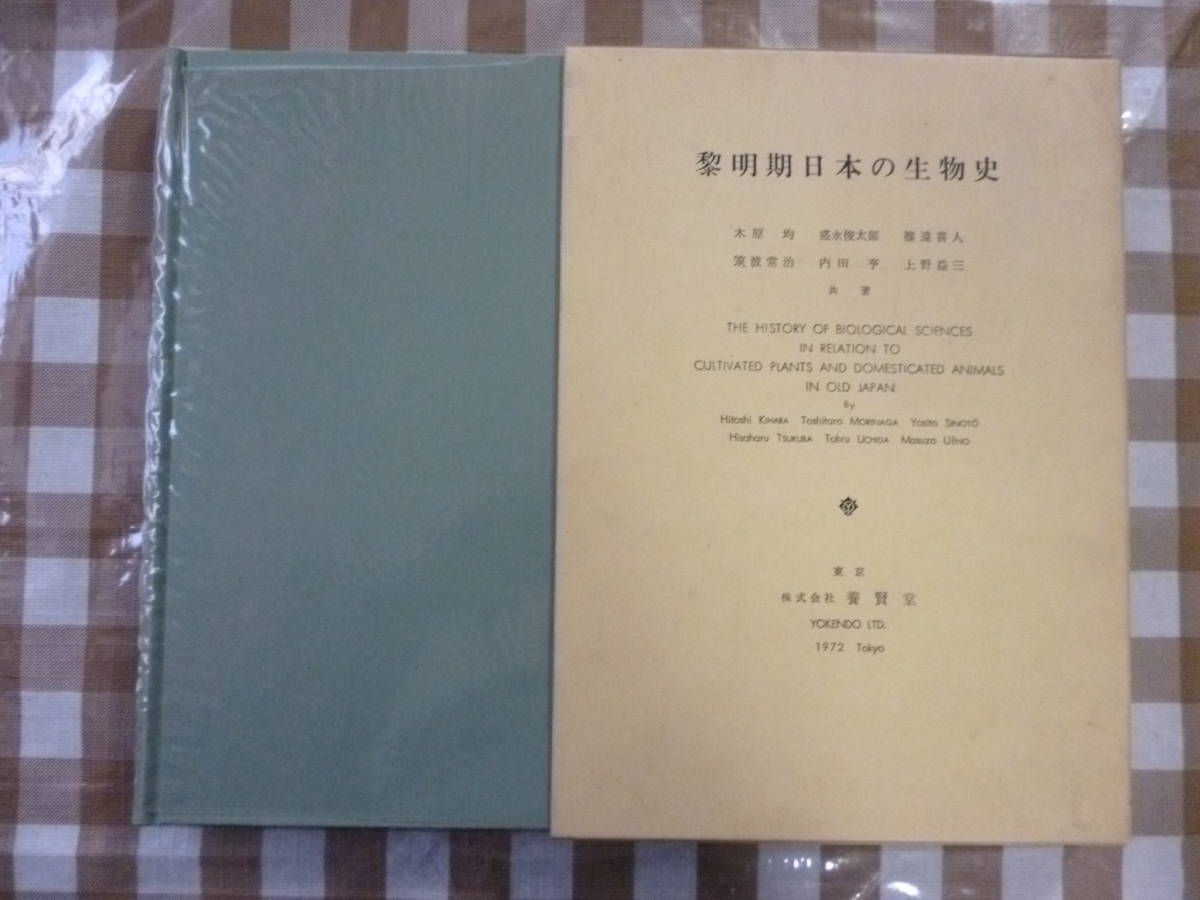 黎明期日本の生物史
木原 均 盛永俊太郎 篠遠喜人
筑波常治 内田 亨 上野益三
共著
THE HISTORY OF BIOLOGICAL SCIENCES
IN RELATION TO
CULTIVATED PLANTS AND DOMESTICATED ANIMALS
IN OLD JAPAN
By
Hitoshi KIHARA Toshitaro MORINAGA Yosito SINOTÔ
Hisaharu TSUKUBA Tohru UCHIDA Masuzo UÉNO
東京
株式会社 養賢堂
YOKENDO LTD.
1972 Tokyo